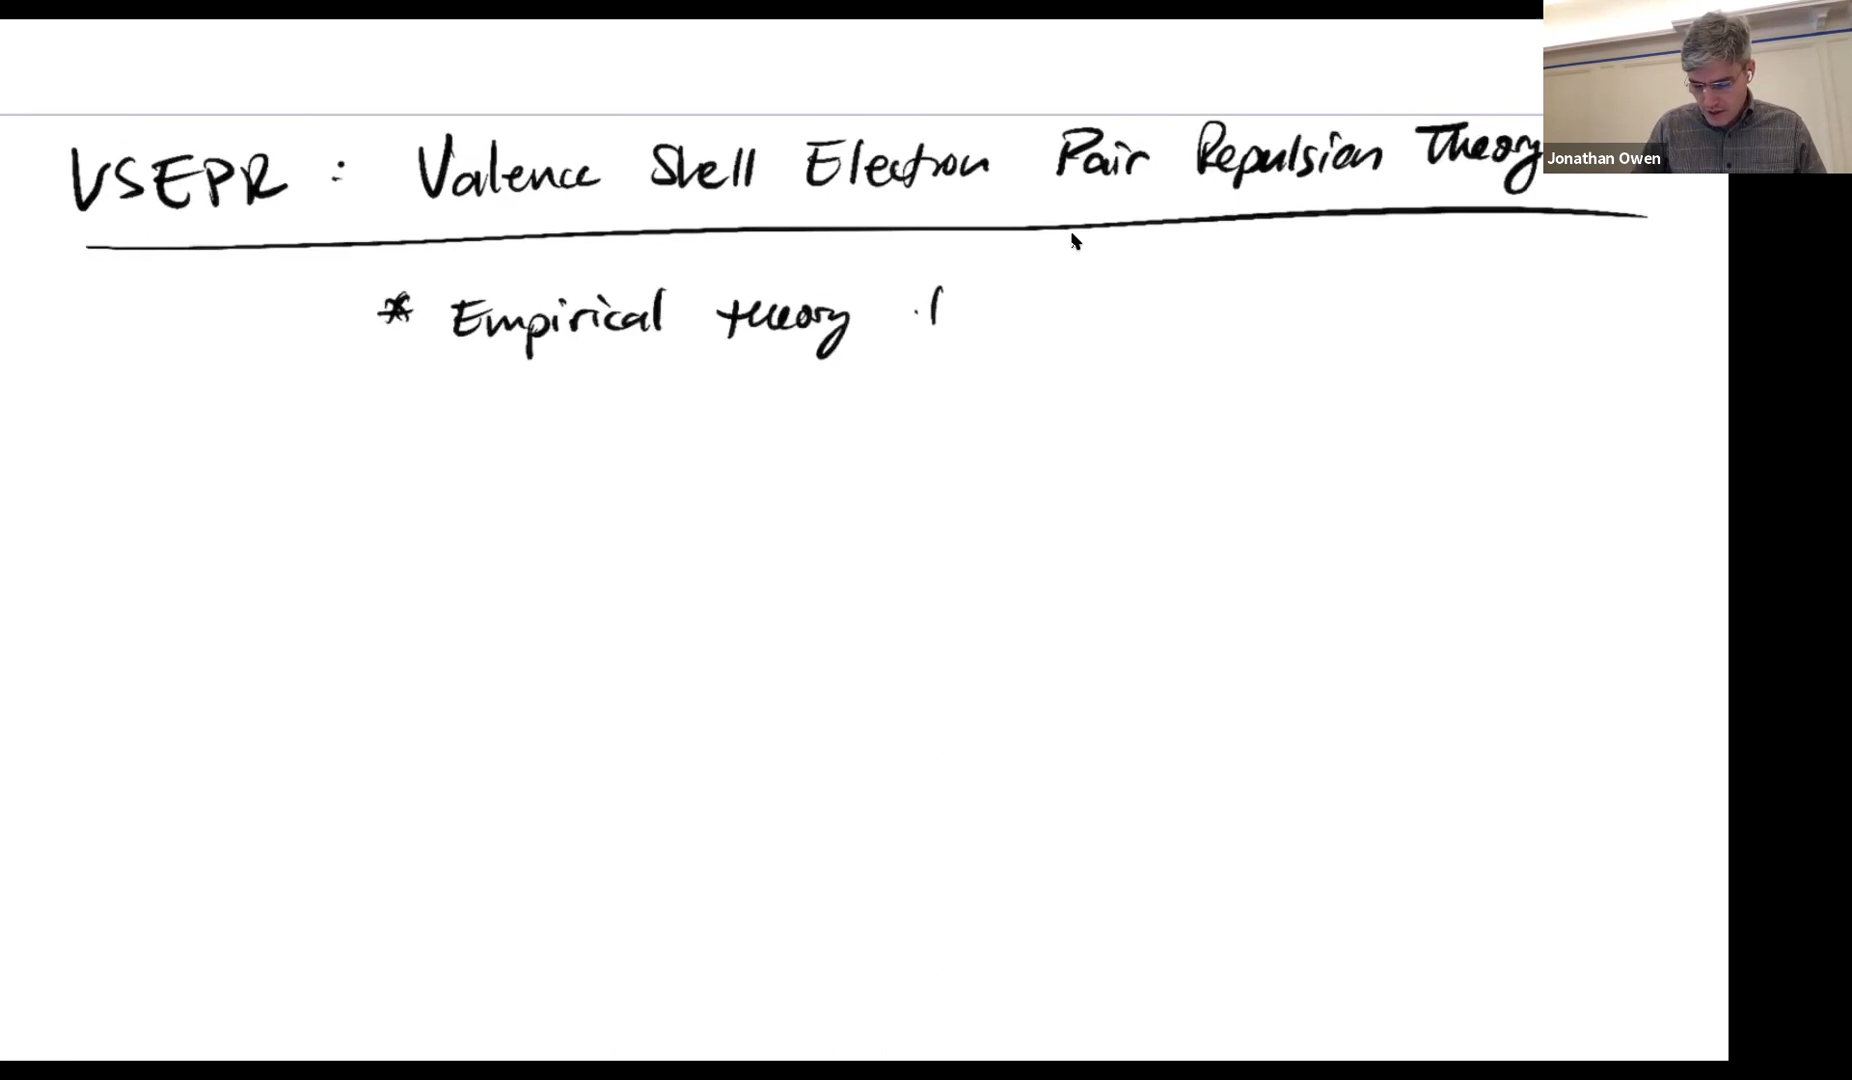 VSEPR : Valence Shell Electron Pair Repulsion Theory
Jonathan Owen
* Empirical theory